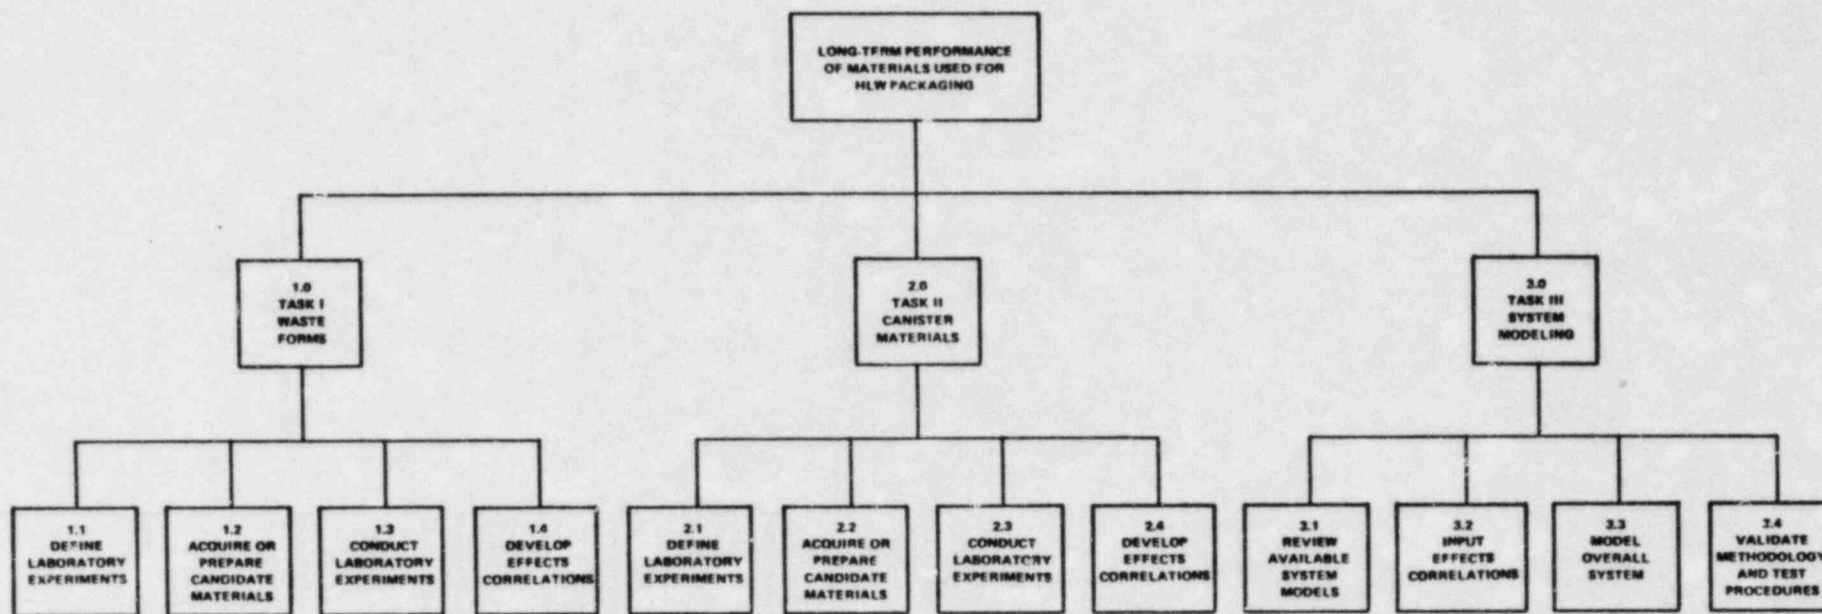 LONG-TERM PERFORMANCE
OF MATERIALS USED FOR
HLW PACKAGING
1.0
TASK I
WASTE
FORMS
2.0
TASK II
CANISTER
MATERIALS
3.0
TASK III
SYSTEM
MODELING
1.1
DEFINE
LABORATORY
EXPERIMENTS
1.2
ACQUIRE OR
PREPARE
CANDIDATE
MATERIALS
1.3
CONDUCT
LABORATORY
EXPERIMENTS
1.4
DEVELOP
EFFECTS
CORRELATIONS
2.1
DEFINE
LABORATORY
EXPERIMENTS
2.2
ACQUIRE OR
PREPARE
CANDIDATE
MATERIALS
2.3
CONDUCT
LABORATORY
EXPERIMENTS
2.4
DEVELOP
EFFECTS
CORRELATIONS
3.1
REVIEW
AVAILABLE
SYSTEM
MODELS
3.2
INPUT
EFFECTS
CORRELATIONS
3.3
MODEL
OVERALL
SYSTEM
3.4
VALIDATE
METHODOLOGY
AND TEST
PROCEDURES